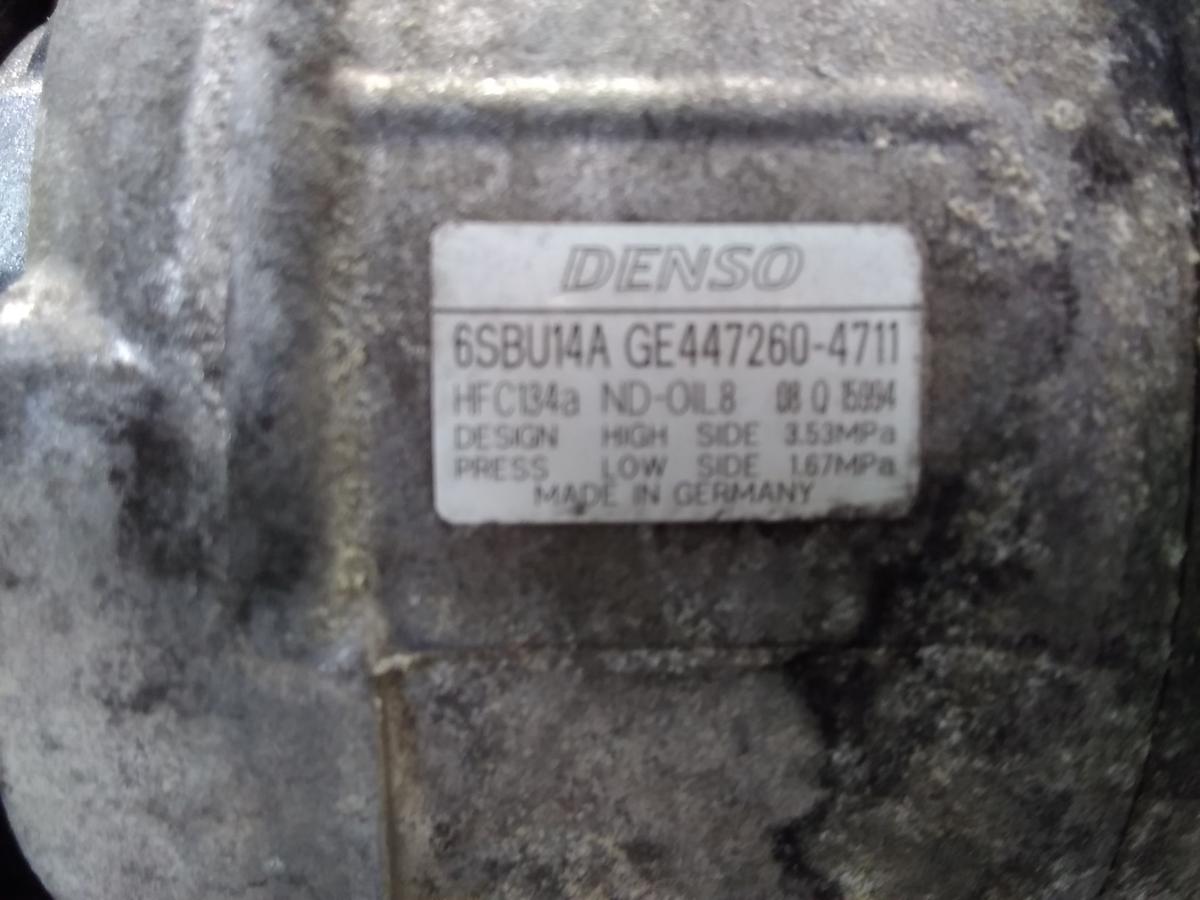 DENSO
6SBU14A GE447260-4711
HFC134a ND-OIL8 08 Q 15994
DESIGN HIGH SIDE 3.53MPa
PRESS LOW SIDE 1.67MPa
MADE IN GERMANY